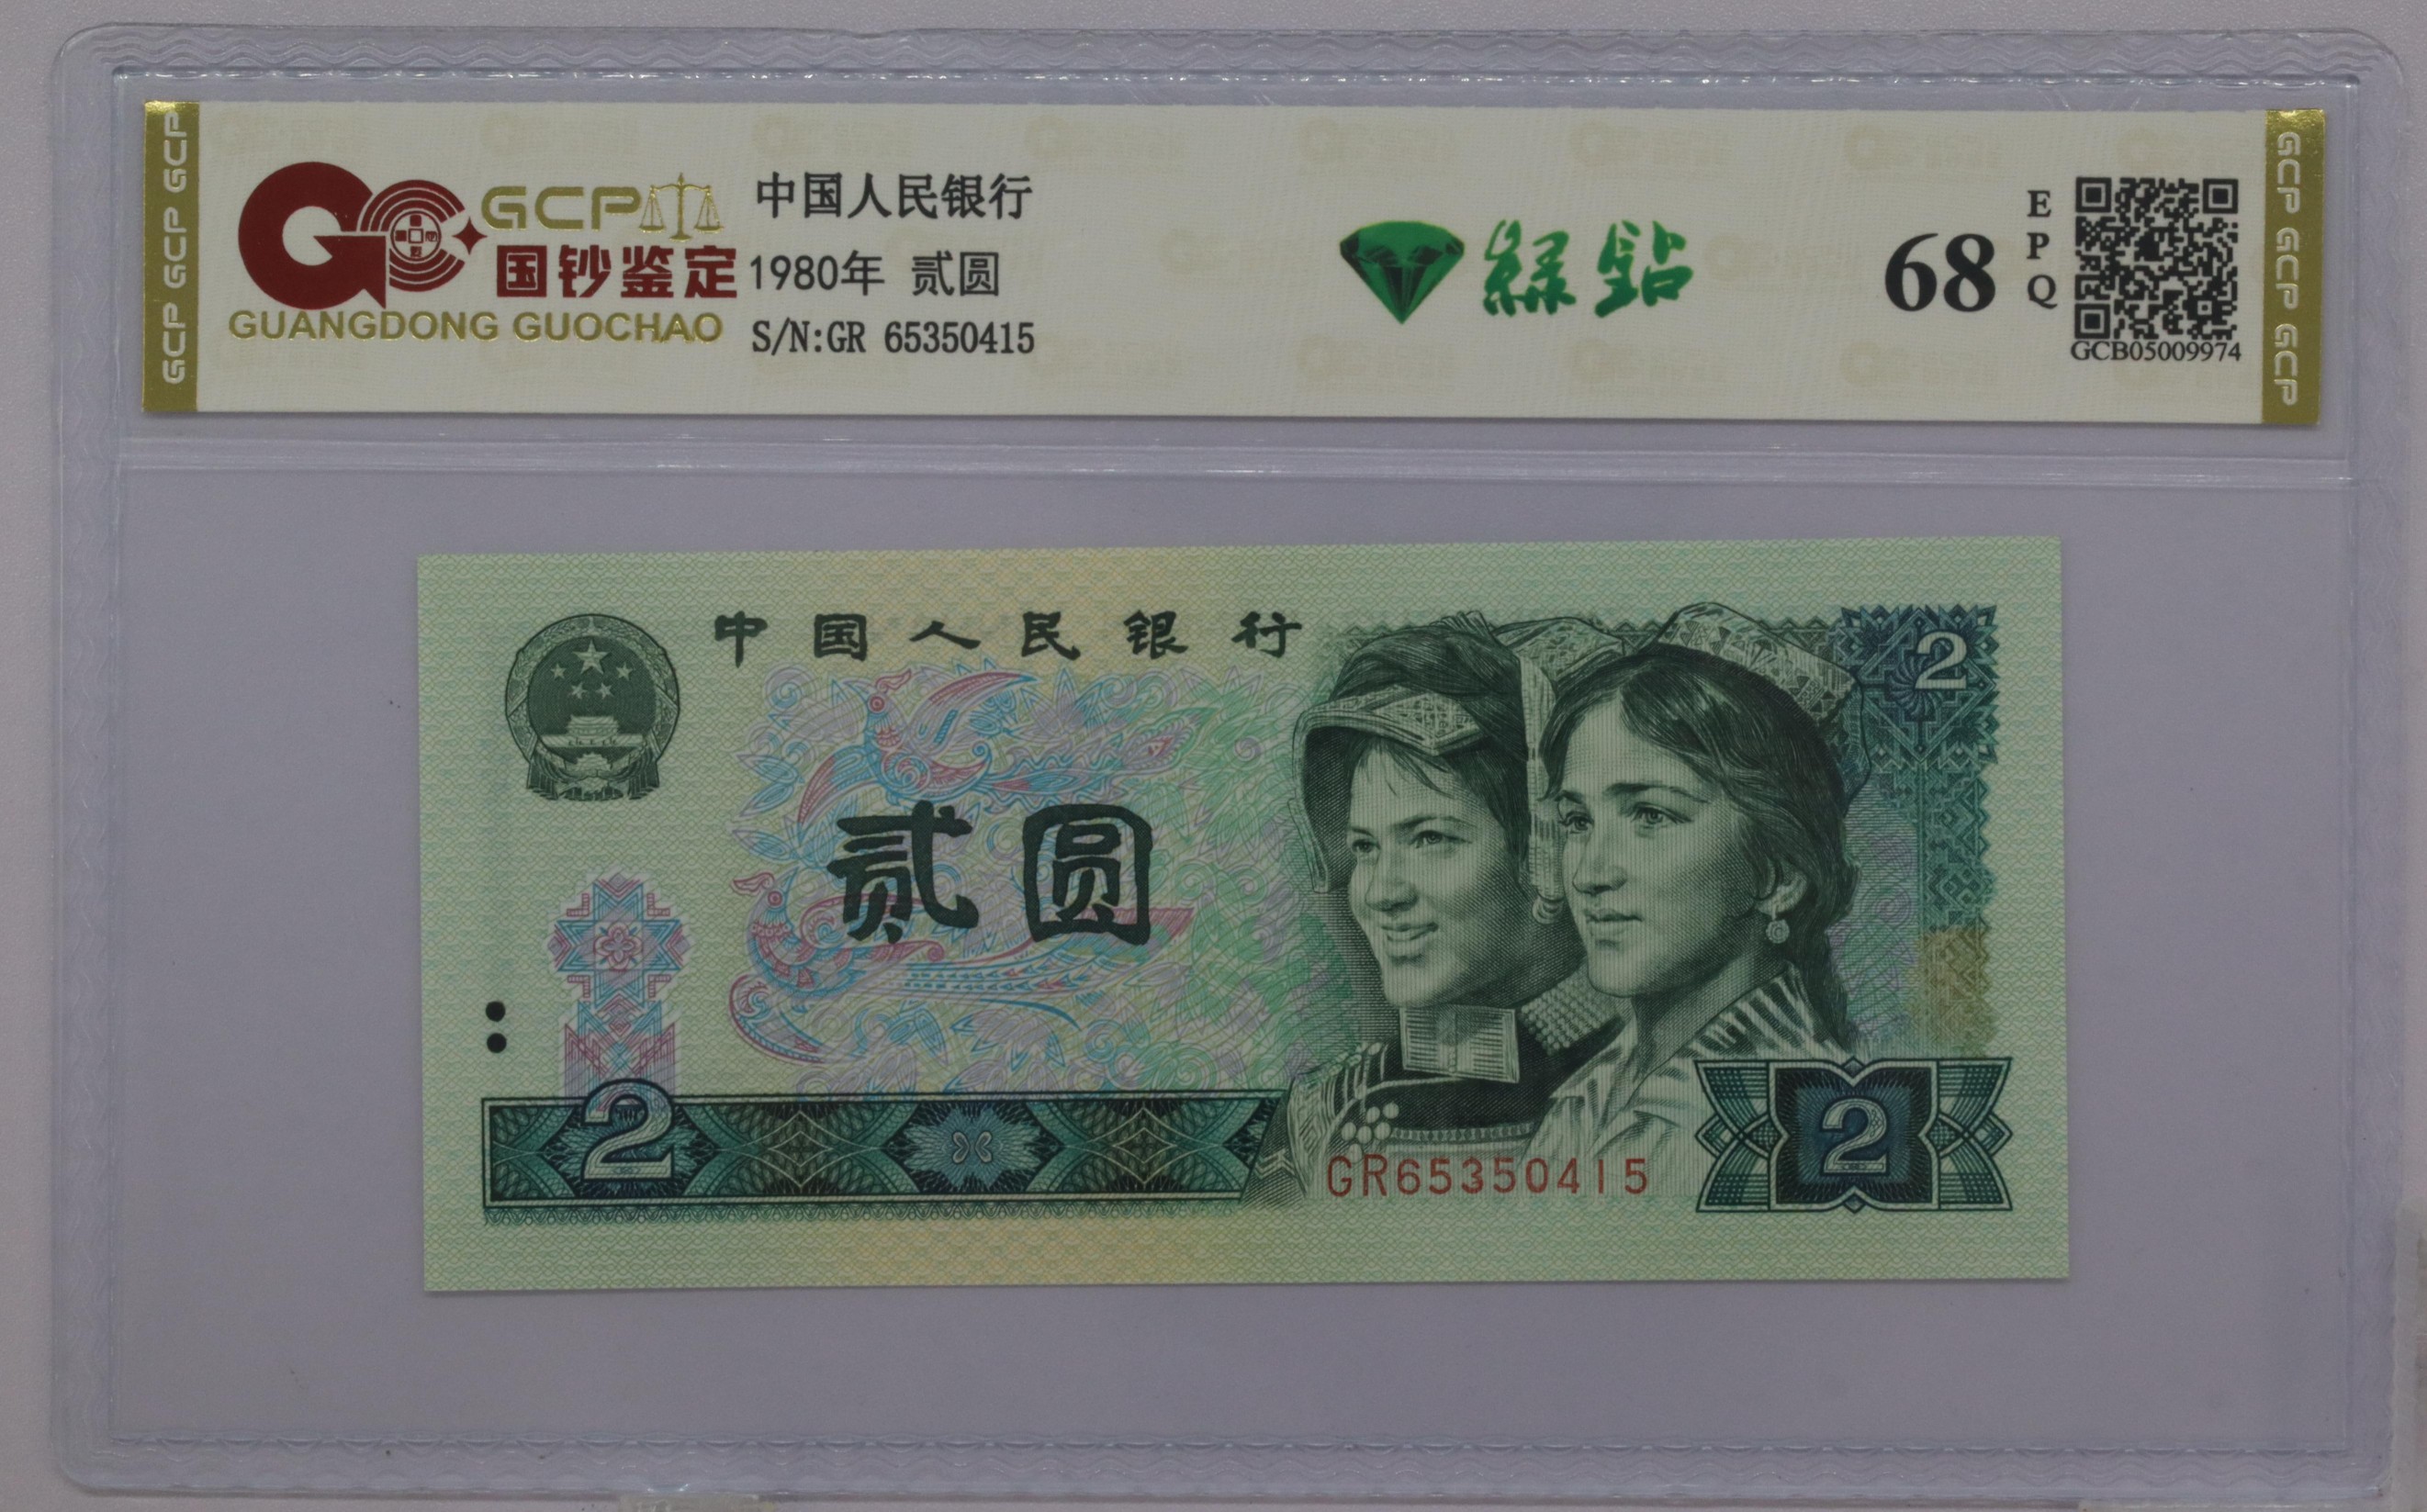 GCP GCP GCP
GCP
国钞鉴定
GUANGDONG GUOCHAO
中国人民银行
1980年 贰圆
S/N:GR 65350415
綠鉆
68
EPQ
GCB05009974
GCP GCP GCP
中国人民银行
2
贰圆
2
GR65350415
2